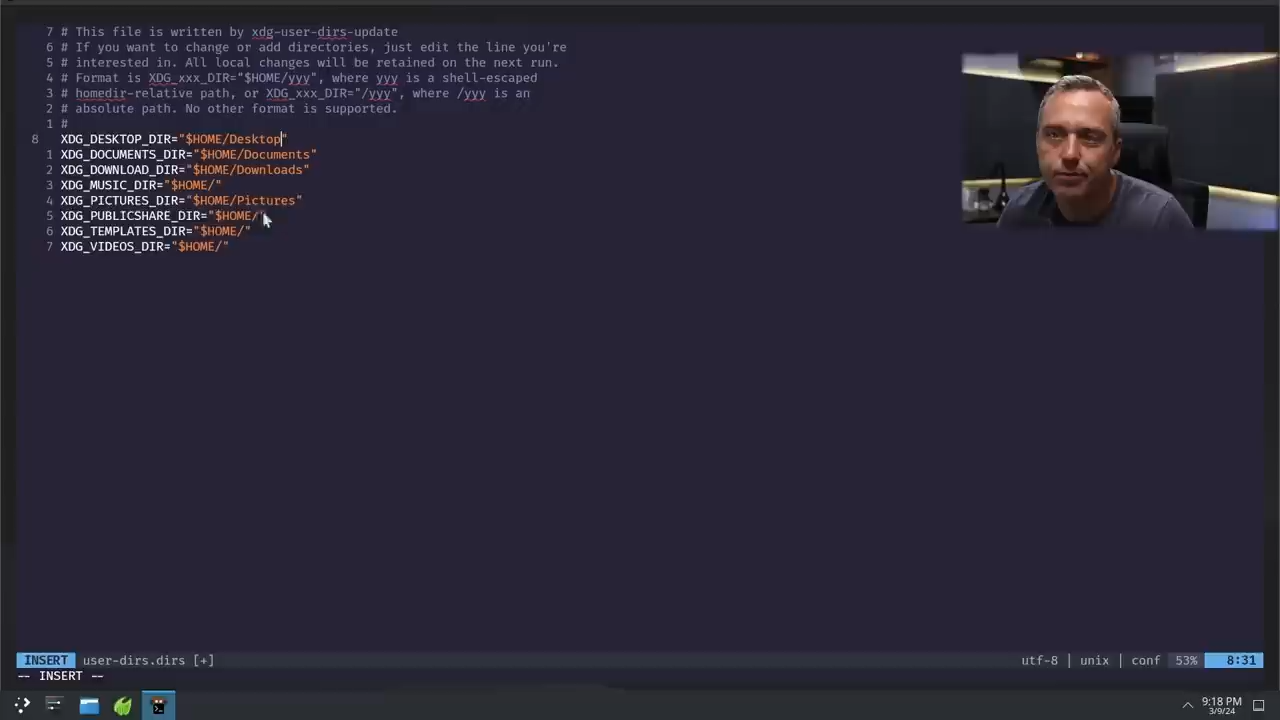 7 # This file is written by xdg-user-dirs-update
6 # If you want to change or add directories, just edit the line you're
5 # interested in. All local changes will be retained on the next run.
4 # Format is XDG_xxx_DIR="$HOME/yyy", where yyy is a shell-escaped
3 # homedir-relative path, or XDG_xxx_DIR="/yyy", where /yyy is an
2 # absolute path. No other format is supported.
1 #
8 XDG_DESKTOP_DIR="$HOME/Desktop"
1 XDG_DOCUMENTS_DIR="$HOME/Documents"
2 XDG_DOWNLOAD_DIR="$HOME/Downloads"
3 XDG_MUSIC_DIR="$HOME/"
4 XDG_PICTURES_DIR="$HOME/Pictures"
5 XDG_PUBLICSHARE_DIR="$HOME/"
6 XDG_TEMPLATES_DIR="$HOME/"
7 XDG_VIDEOS_DIR="$HOME/"
INSERT user-dirs.dirs [+] utf-8 | unix | conf 53% 8:31
-- INSERT --
9:18 PM
3/9/24